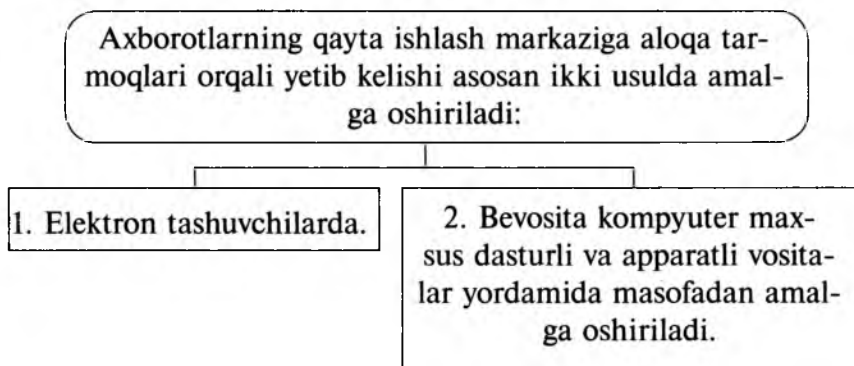 Axborotlarning qayta ishlash markaziga aloqa tar-
moqlari orqali yetib kelishi asosan ikki usulda amal-
ga oshiriladi:
1. Elektron tashuvchilarda.
2. Bevosita kompyuter max-
sus dasturli va apparatli vosita-
lar yordamida masofadan amal-
ga oshiriladi.